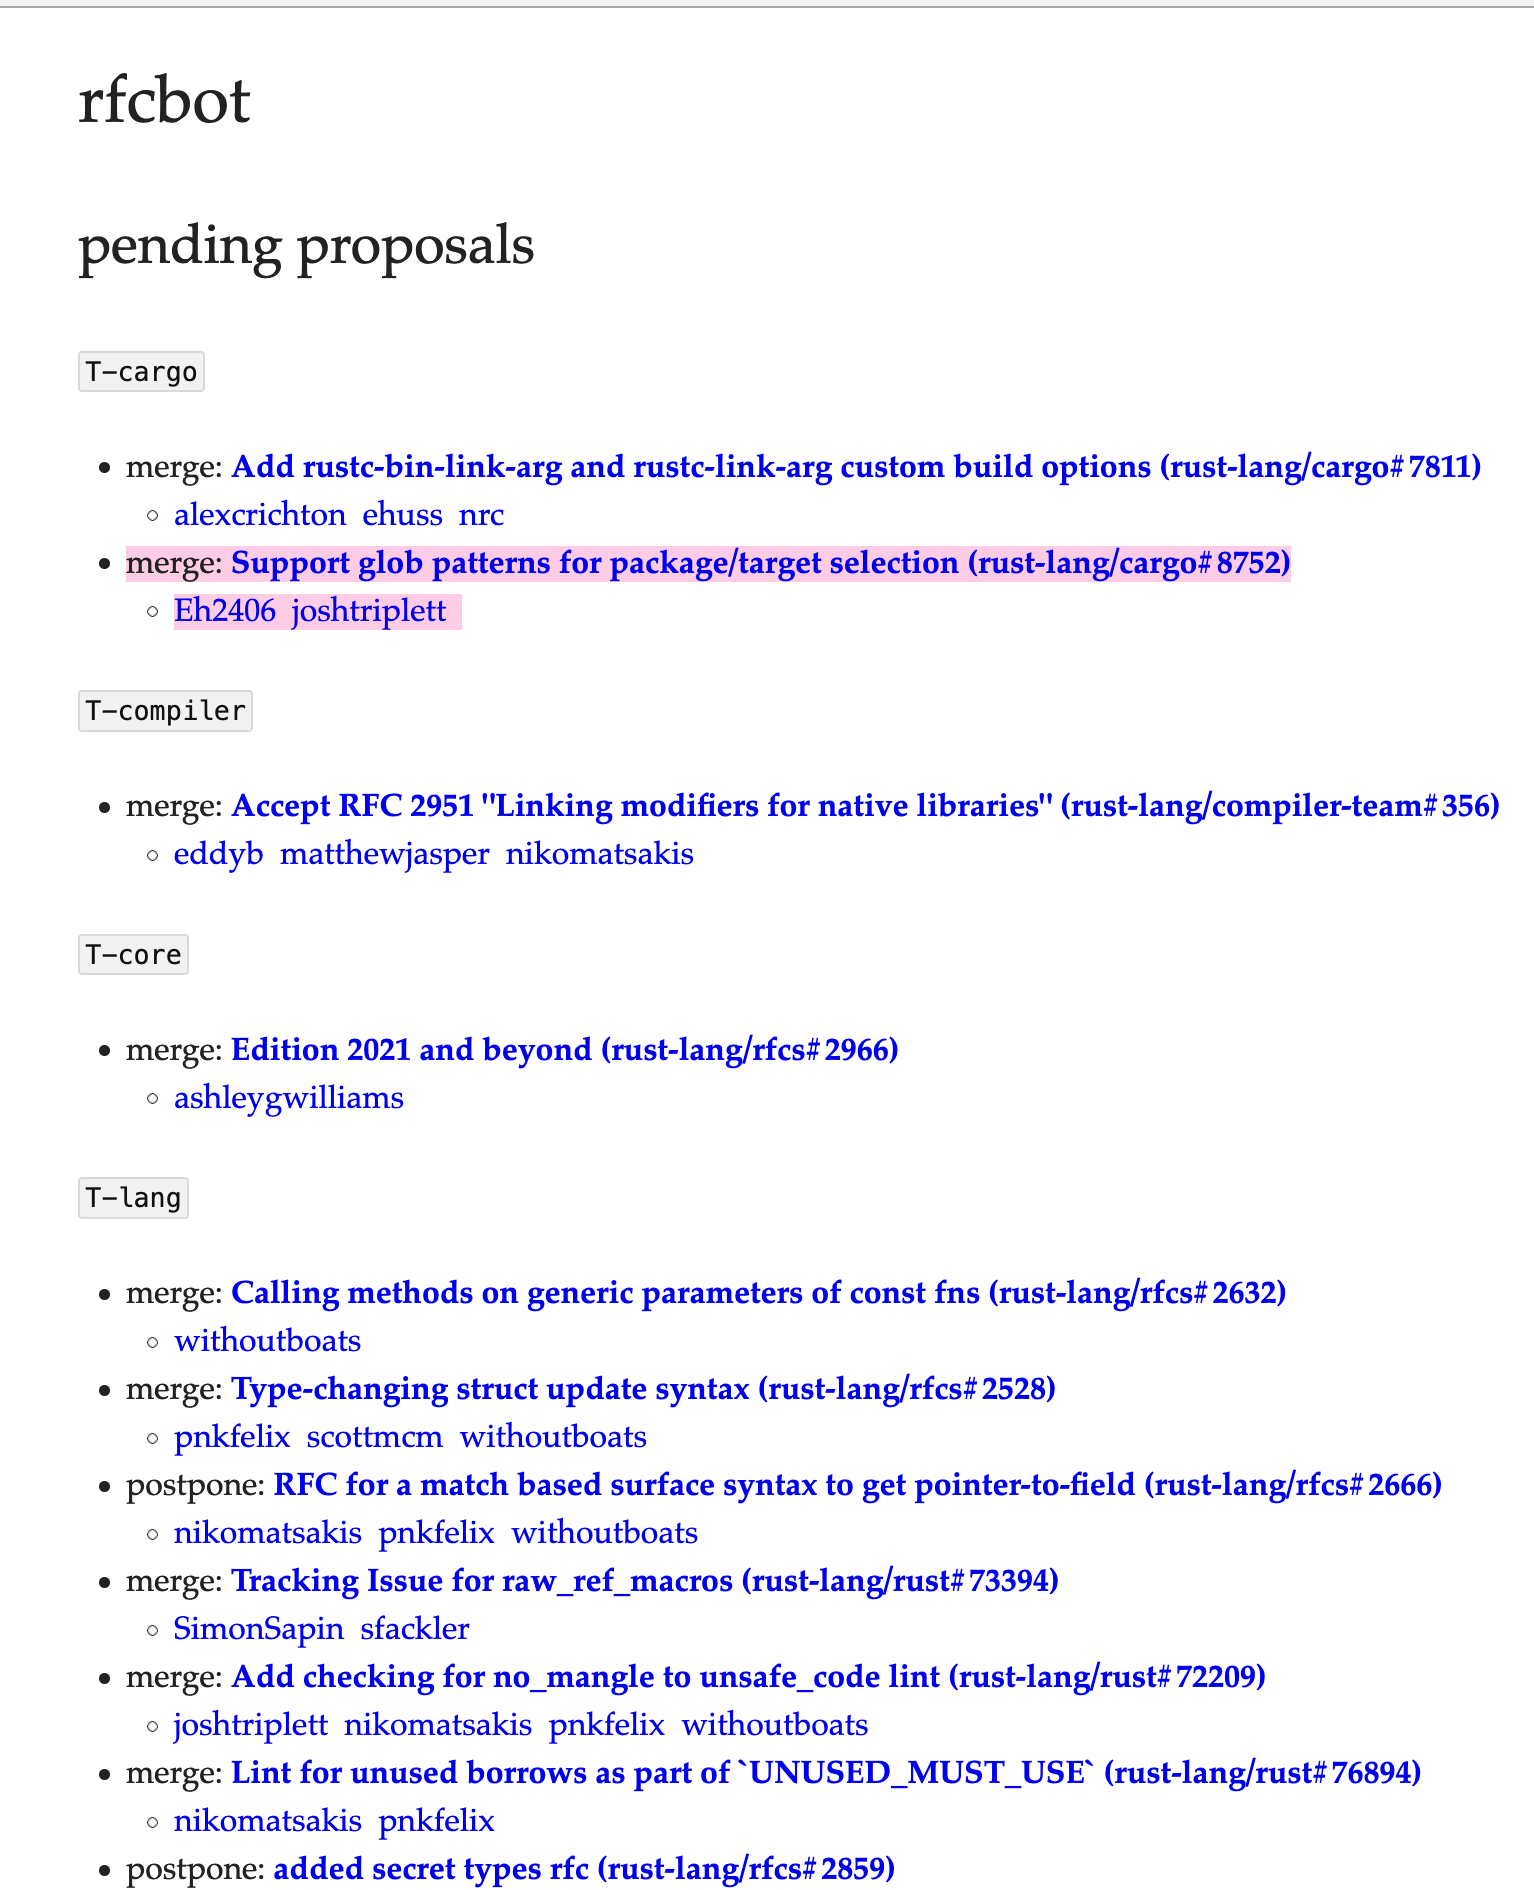 rfcbot
pending proposals
T-cargo
merge: Add rustc-bin-link-arg and rustc-link-arg custom build options (rust-lang/cargo#7811)
alexcrichton ehuss nrc
merge: Support glob patterns for package/target selection (rust-lang/cargo#8752)
Eh2406 joshtriplett
T-compiler
merge: Accept RFC 2951 "Linking modifiers for native libraries" (rust-lang/compiler-team#356)
eddyb matthewjasper nikomatsakis
T-core
merge: Edition 2021 and beyond (rust-lang/rfcs#2966)
ashleygwilliams
T-lang
merge: Calling methods on generic parameters of const fns (rust-lang/rfcs#2632)
withoutboats
merge: Type-changing struct update syntax (rust-lang/rfcs#2528)
pnkfelix scottmcm withoutboats
postpone: RFC for a match based surface syntax to get pointer-to-field (rust-lang/rfcs#2666)
nikomatsakis pnkfelix withoutboats
merge: Tracking Issue for raw_ref_macros (rust-lang/rust#73394)
SimonSapin sfackler
merge: Add checking for no_mangle to unsafe_code lint (rust-lang/rust#72209)
joshtriplett nikomatsakis pnkfelix withoutboats
merge: Lint for unused borrows as part of `UNUSED_MUST_USE` (rust-lang/rust#76894)
nikomatsakis pnkfelix
postpone: added secret types rfc (rust-lang/rfcs#2859)